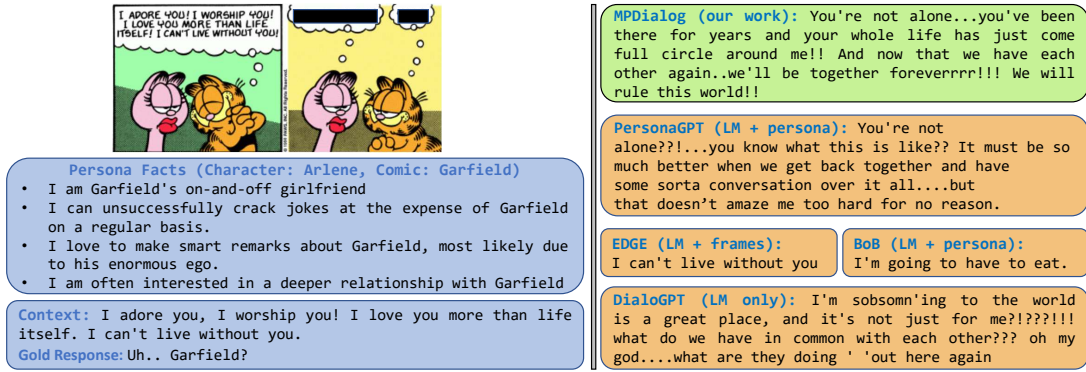 I ADORE YOU! I WORSHIP YOU!
I LOVE YOU MORE THAN LIFE
ITSELF! I CAN'T LIVE WITHOUT YOU!
Persona Facts (Character: Arlene, Comic: Garfield)
• I am Garfield's on-and-off girlfriend
• I can unsuccessfully crack jokes at the expense of Garfield
on a regular basis.
• I love to make smart remarks about Garfield, most likely due
to his enormous ego.
• I am often interested in a deeper relationship with Garfield
Context: I adore you, I worship you! I love you more than life
itself. I can't live without you.
Gold Response: Uh.. Garfield?
MPDialog (our work): You're not alone...you've been
there for years and your whole life has just come
full circle around me!! And now that we have each
other again..we'll be together foreverrrr!!! We will
rule this world!!
PersonaGPT (LM + persona): You're not
alone??!...you know what this is like?? It must be so
much better when we get back together and have
some sorta conversation over it all....but
that doesn’t amaze me too hard for no reason.
EDGE (LM + frames):
I can't live without you
BoB (LM + persona):
I'm going to have to eat.
DialoGPT (LM only): I'm sobsomn'ing to the world
is a great place, and it's not just for me?!???!!!
what do we have in common with each other??? oh my
god....what are they doing ' 'out here again